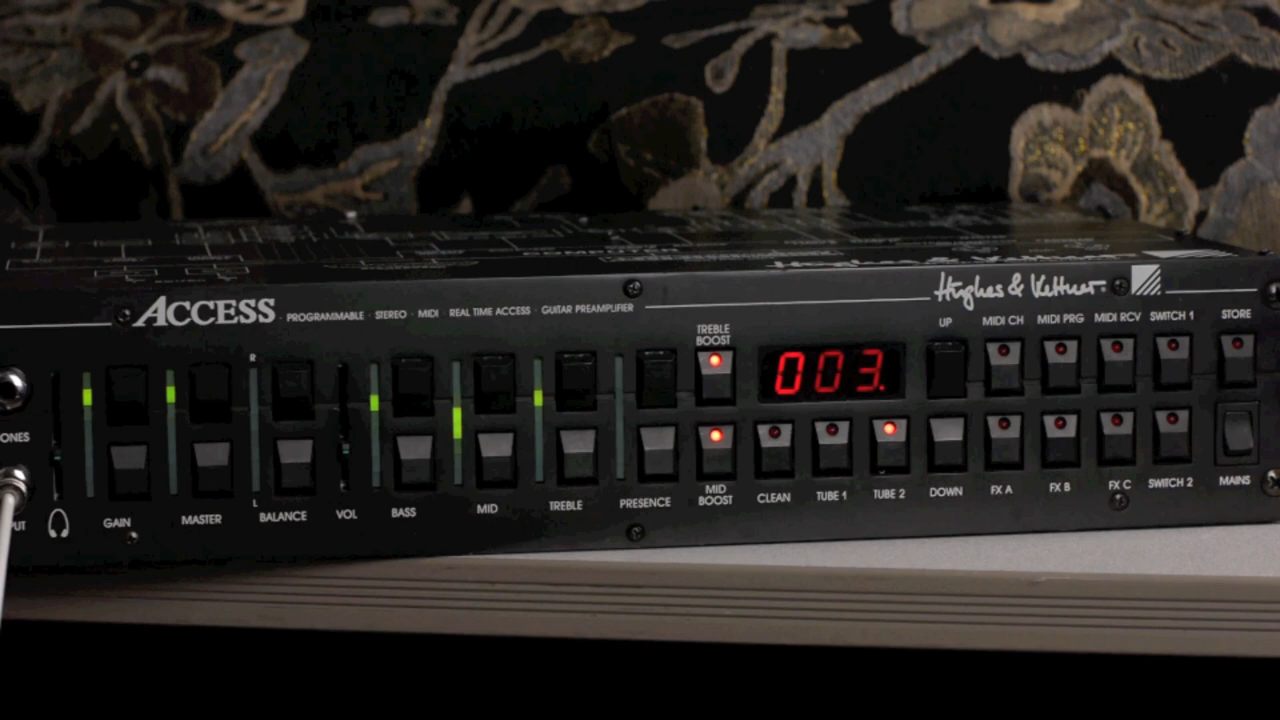 Hughes & Kettner
ACCESS PROGRAMMABLE · STEREO · MIDI · REAL TIME ACCESS · GUITAR PREAMPLIFIER
Hughes & Kettner
TREBLE
BOOST
UP
MIDI CH
MIDI PRG
MIDI RCV
SWITCH 1
STORE
R
003.
ONES
L
UT
GAIN
MASTER
BALANCE
VOL
BASS
MID
TREBLE
PRESENCE
MID
BOOST
CLEAN
TUBE 1
TUBE 2
DOWN
FX A
FX B
FX C
SWITCH 2
MAINS